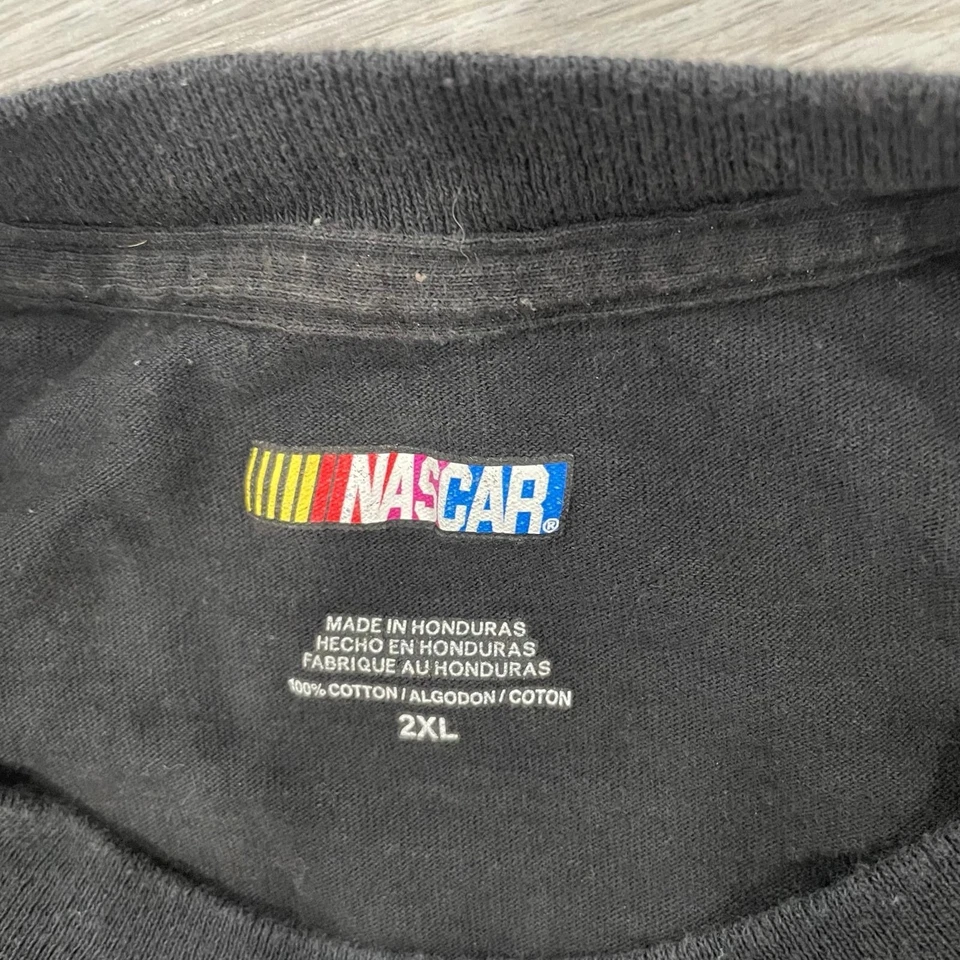 NASCAR®
MADE IN HONDURAS
HECHO EN HONDURAS
FABRIQUE AU HONDURAS
100% COTTON / ALGODON / COTON
2XL